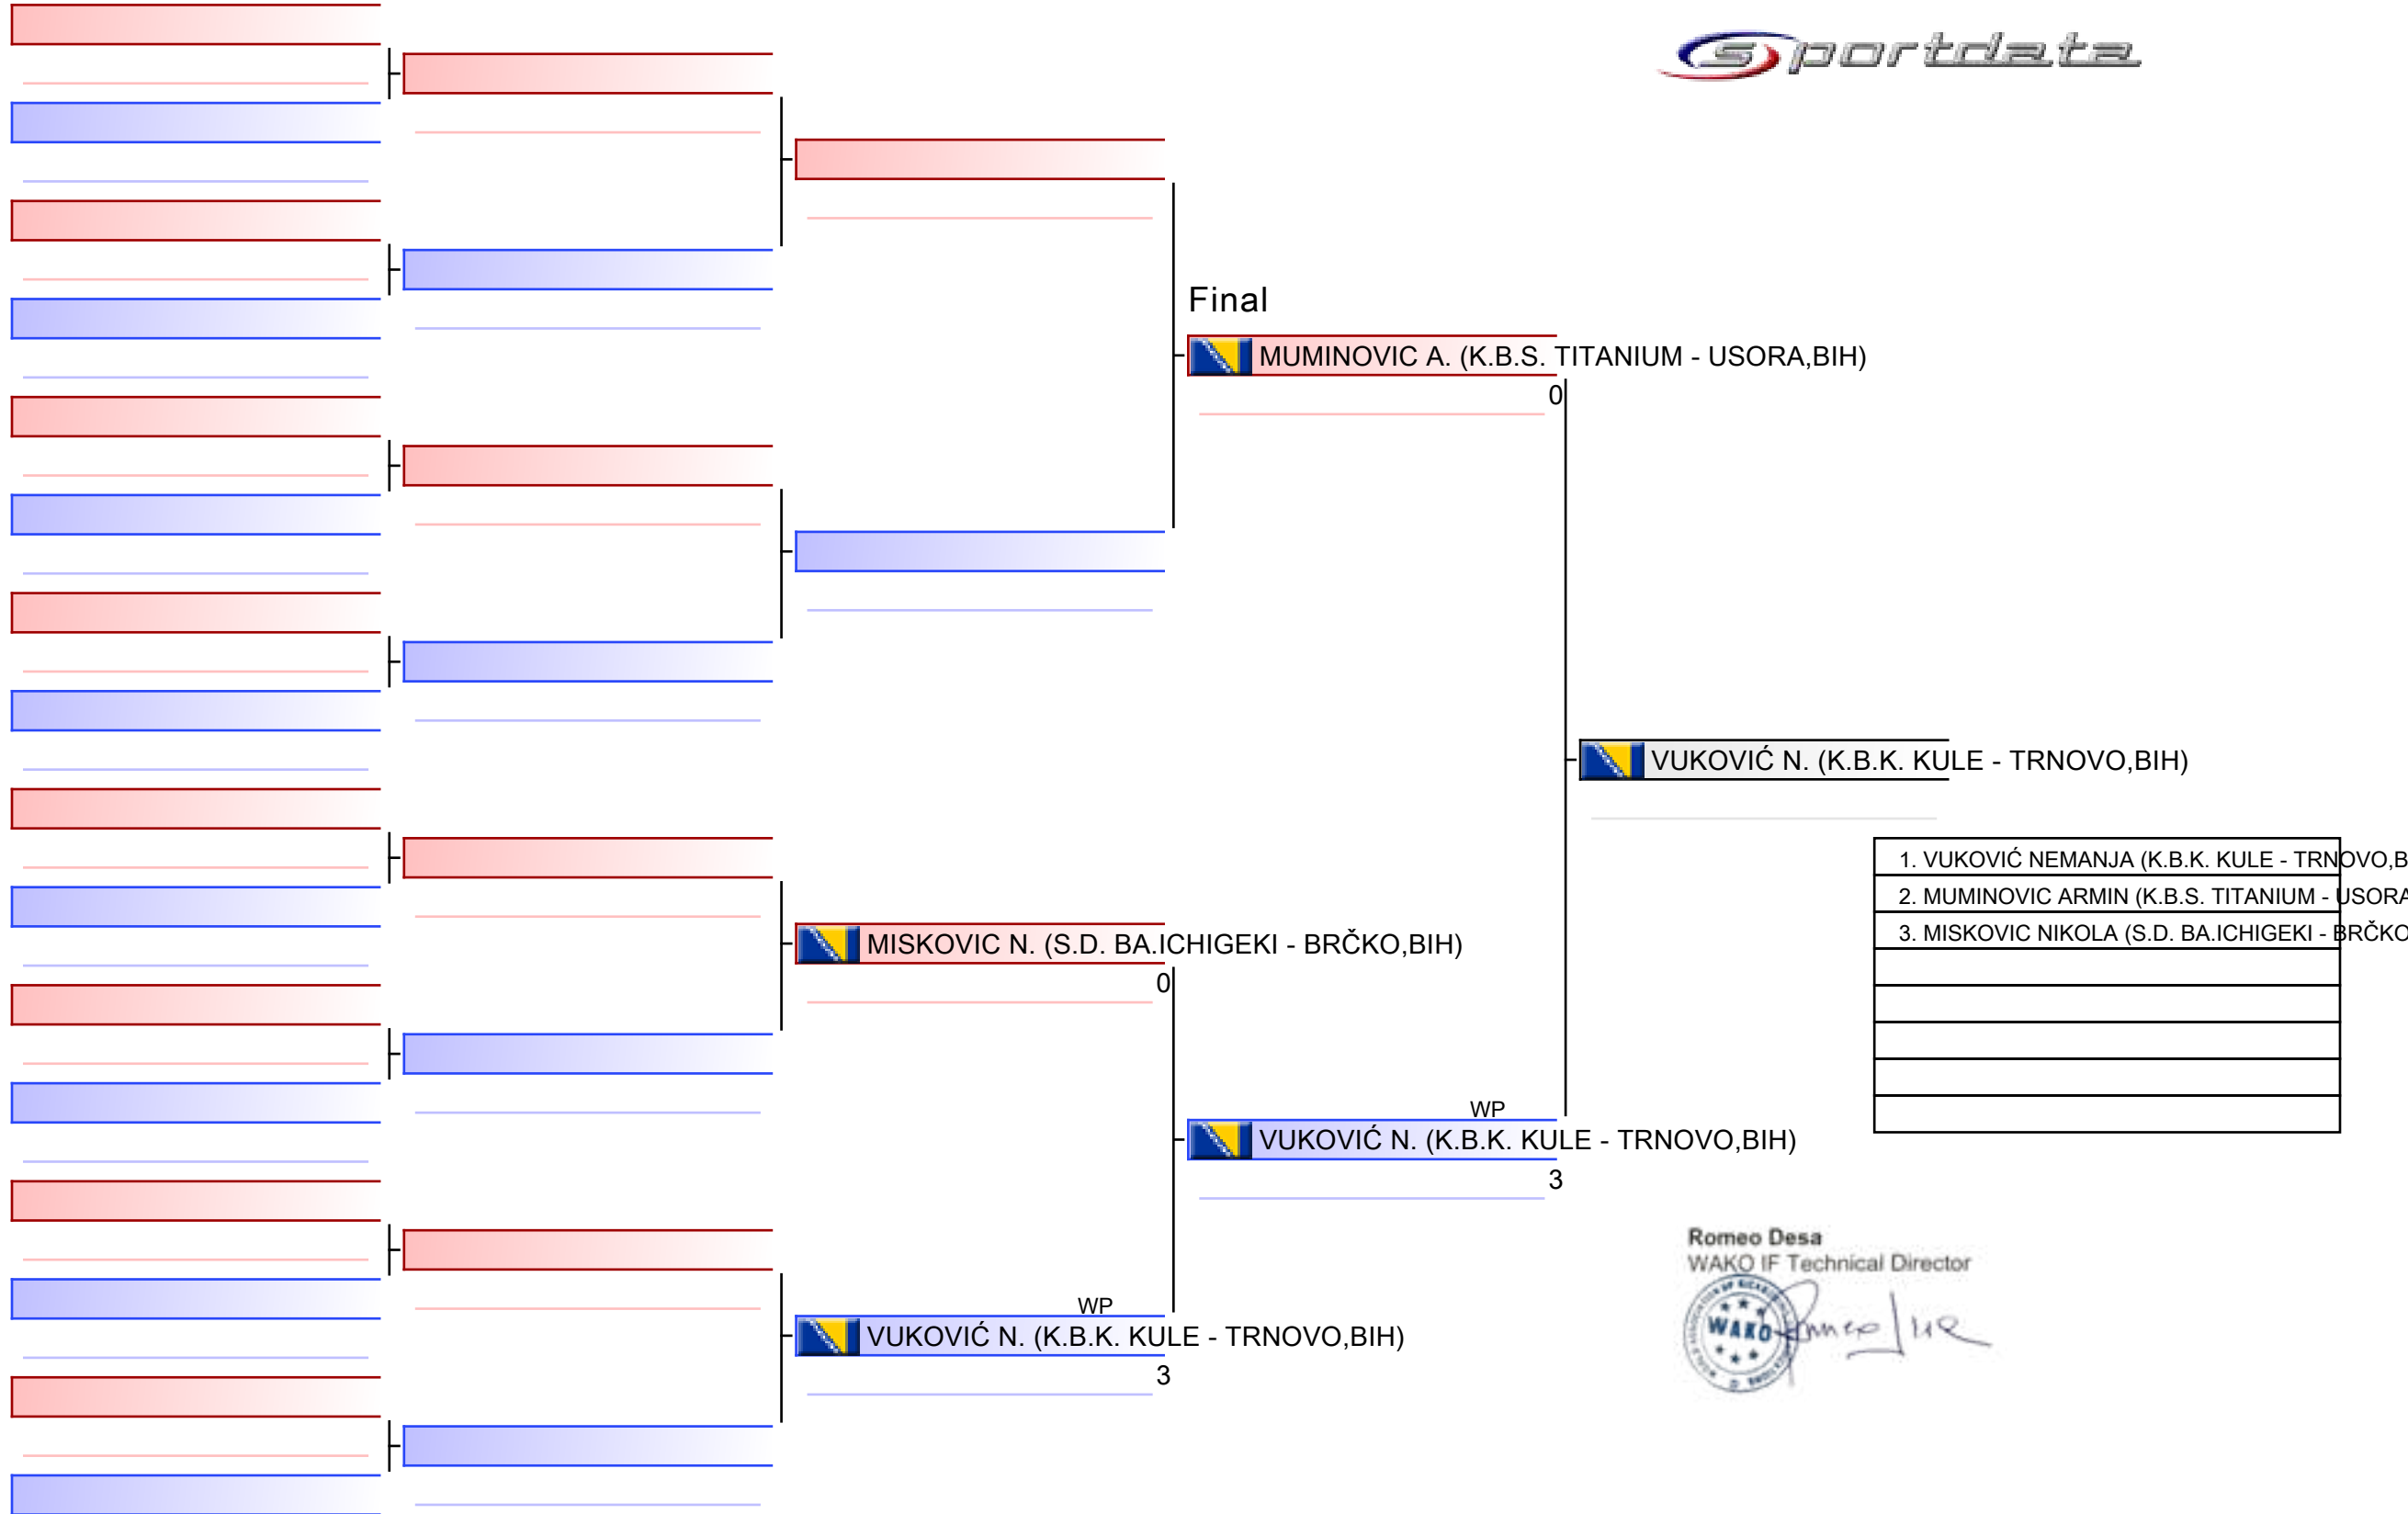 sportdata
Final
MUMINOVIC A. (K.B.S. TITANIUM - USORA,BIH)
0
VUKOVIĆ N. (K.B.K. KULE - TRNOVO,BIH)
1. VUKOVIĆ NEMANJA (K.B.K. KULE - TRNOVO,B
2. MUMINOVIC ARMIN (K.B.S. TITANIUM - USORA
3. MISKOVIC NIKOLA (S.D. BA.ICHIGEKI - BRČKO
MISKOVIC N. (S.D. BA.ICHIGEKI - BRČKO,BIH)
0
WP
VUKOVIĆ N. (K.B.K. KULE - TRNOVO,BIH)
3
WP
VUKOVIĆ N. (K.B.K. KULE - TRNOVO,BIH)
3
Romeo Desa
WAKO IF Technical Director
WAKO